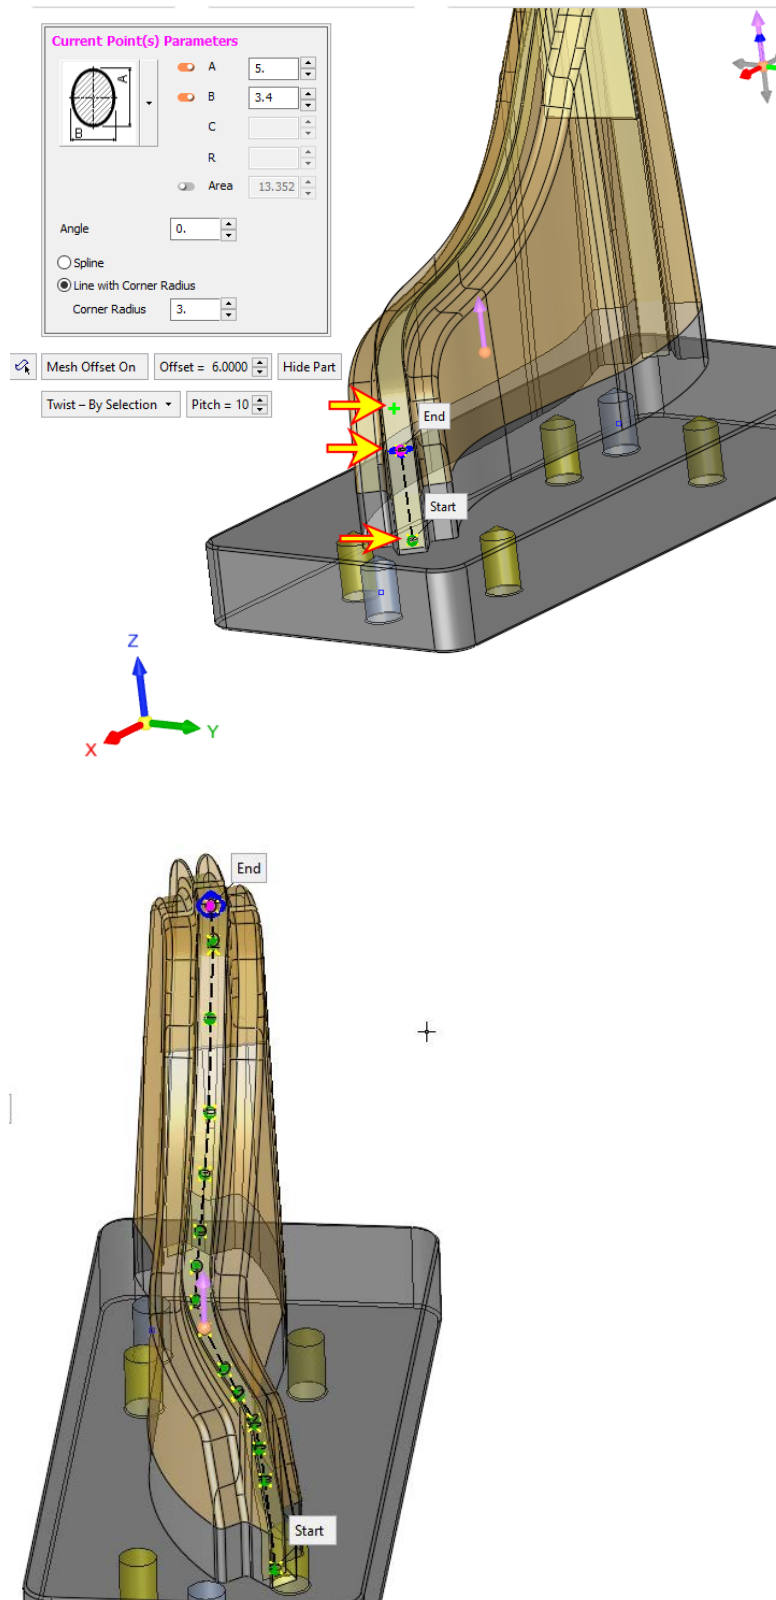 Current Point(s) Parameters
A 5.
B 3.4
C
R
Area 13.352
A
B
Angle 0.
Spline
Line with Corner Radius
Corner Radius 3.
Mesh Offset On Offset = 6.0000 Hide Part
Twist – By Selection Pitch = 10
End
Start
Z
Y
X
End
Start